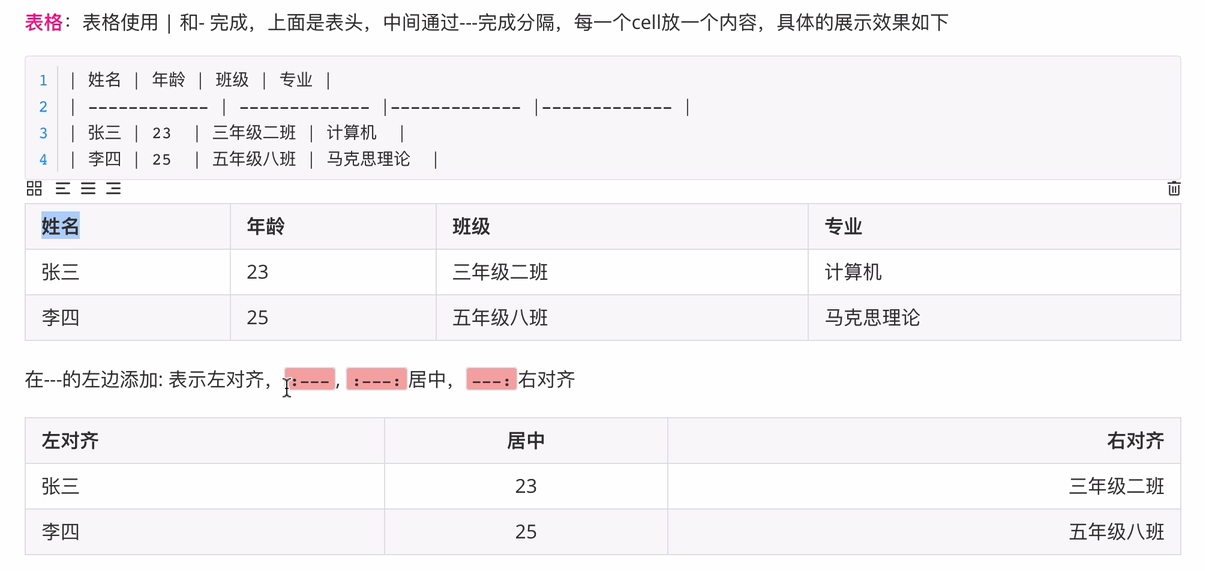 表格：表格使用 | 和- 完成，上面是表头，中间通过---完成分隔，每一个cell放一个内容，具体的展示效果如下
1 | 姓名 | 年龄 | 班级 | 专业 |
2 | ------------ | ------------- |------------- |------------- |
3 | 张三 | 23 | 三年级二班 | 计算机 |
4 | 李四 | 25 | 五年级八班 | 马克思理论 |
姓名 年龄 班级 专业
张三 23 三年级二班 计算机
李四 25 五年级八班 马克思理论
在---的左边添加: 表示左对齐，:---, :---:居中，---:右对齐
左对齐 居中 右对齐
张三 23 三年级二班
李四 25 五年级八班